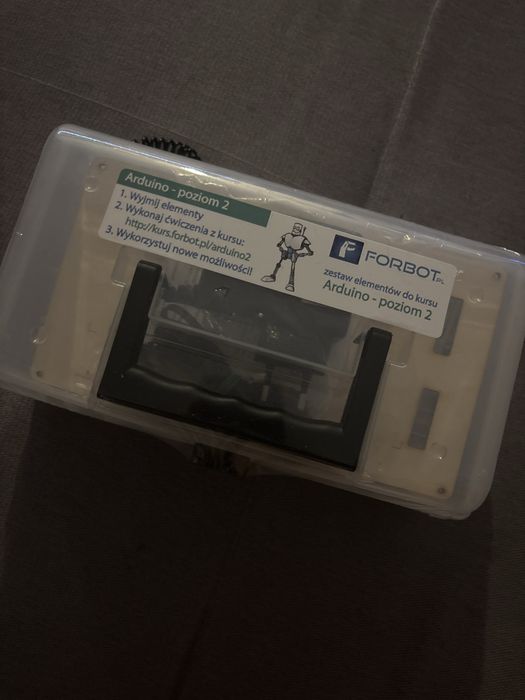 Arduino - poziom 2
1. Wyjmij elementy
2. Wykonaj ćwiczenia z kursu:
http://kurs.forbot.pl/arduino2
3. Wykorzystuj nowe możliwości!
FORBOT.PL
zestaw elementów do kursu
Arduino - poziom 2